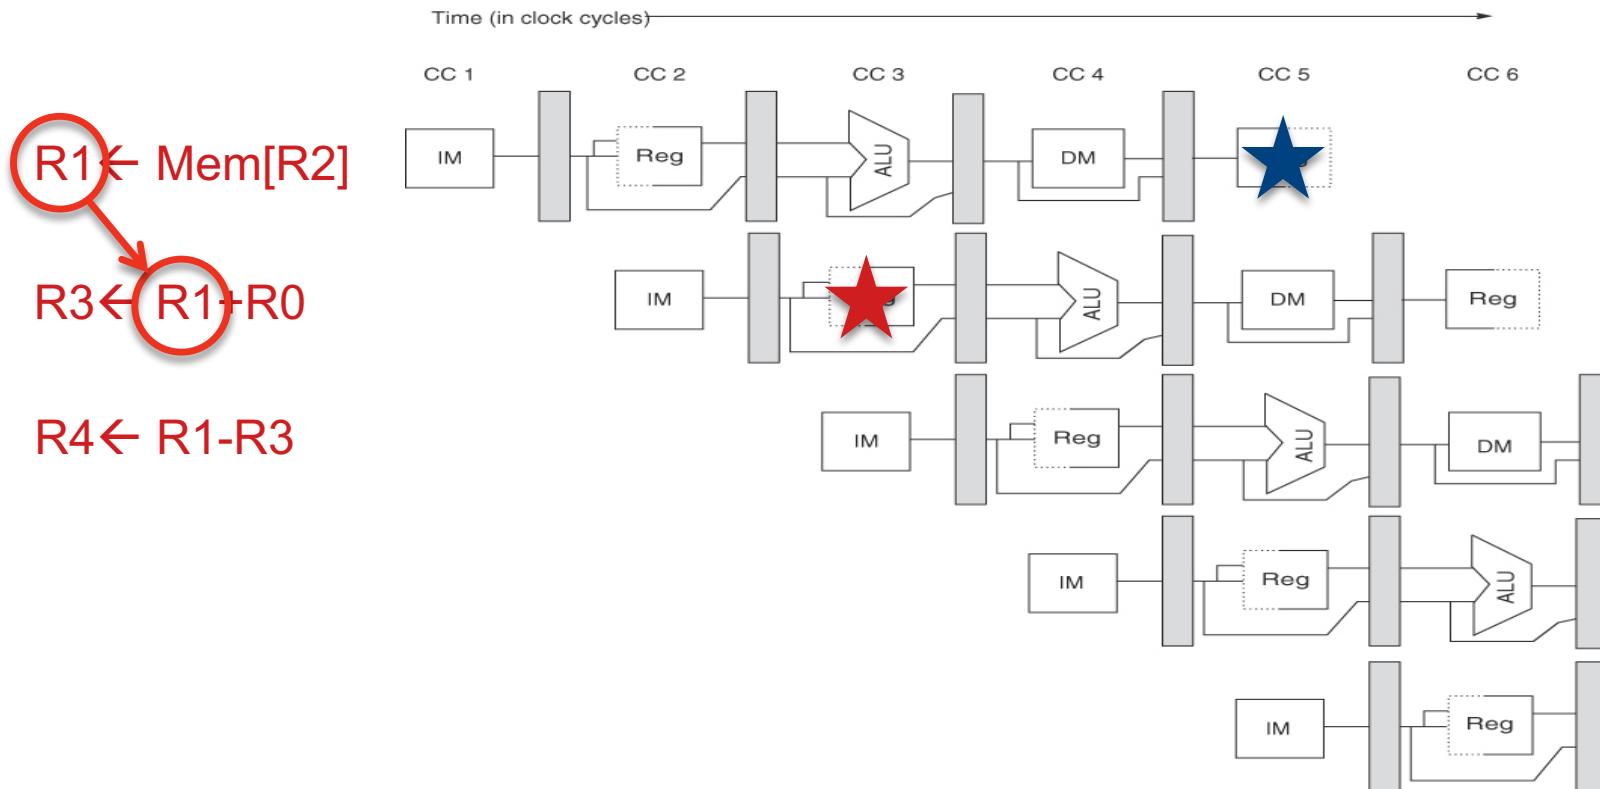 Time (in clock cycles)
CC 1 CC 2 CC 3 CC 4 CC 5 CC 6
R1← Mem[R2] IM Reg ALU DM
R3← R1+R0 IM ALU DM Reg
R4← R1-R3 IM Reg ALU DM
IM Reg ALU
IM Reg